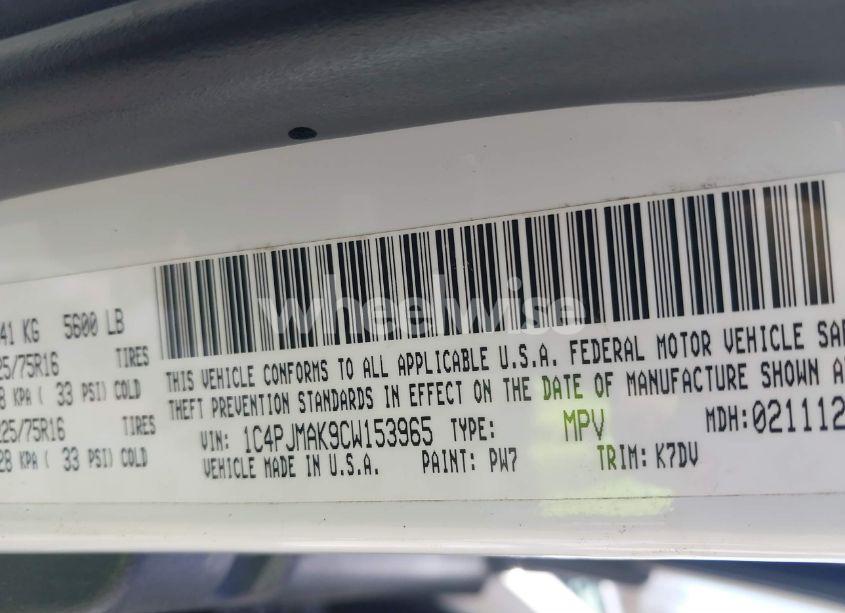 41 KG 5600 LB
25/75R16 TIRES
8 KPA ( 33 PSI) COLD
225/75R16 TIRES
28 KPA ( 33 PSI) COLD
wheelwise
THIS VEHICLE CONFORMS TO ALL APPLICABLE U.S.A. FEDERAL MOTOR VEHICLE SAF
THEFT PREVENTION STANDARDS IN EFFECT ON THE DATE OF MANUFACTURE SHOWN A
VIN: 1C4PJMAK9CW153965 TYPE: MPV MDH:021112
VEHICLE MADE IN U.S.A. PAINT: PW7 TRIM: K7DV